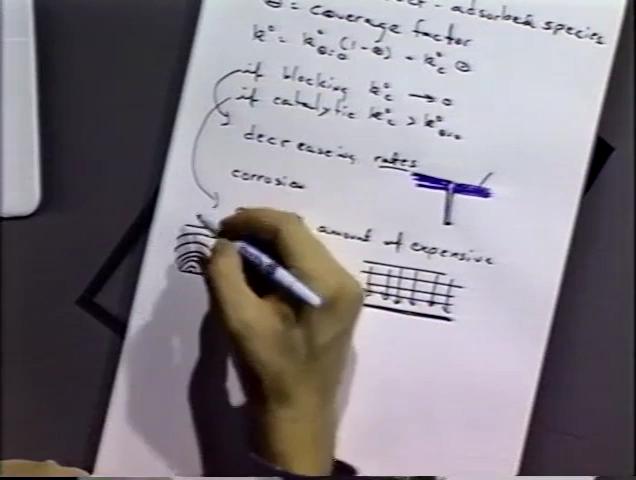 θ = coverage factor - adsorbed species
k° = k°θ=0 (1-θ) - k°c θ
if blocking k°c → 0
if catalytic k°c > k°θ=0
decreasing rates
corrosion
amount of expensive